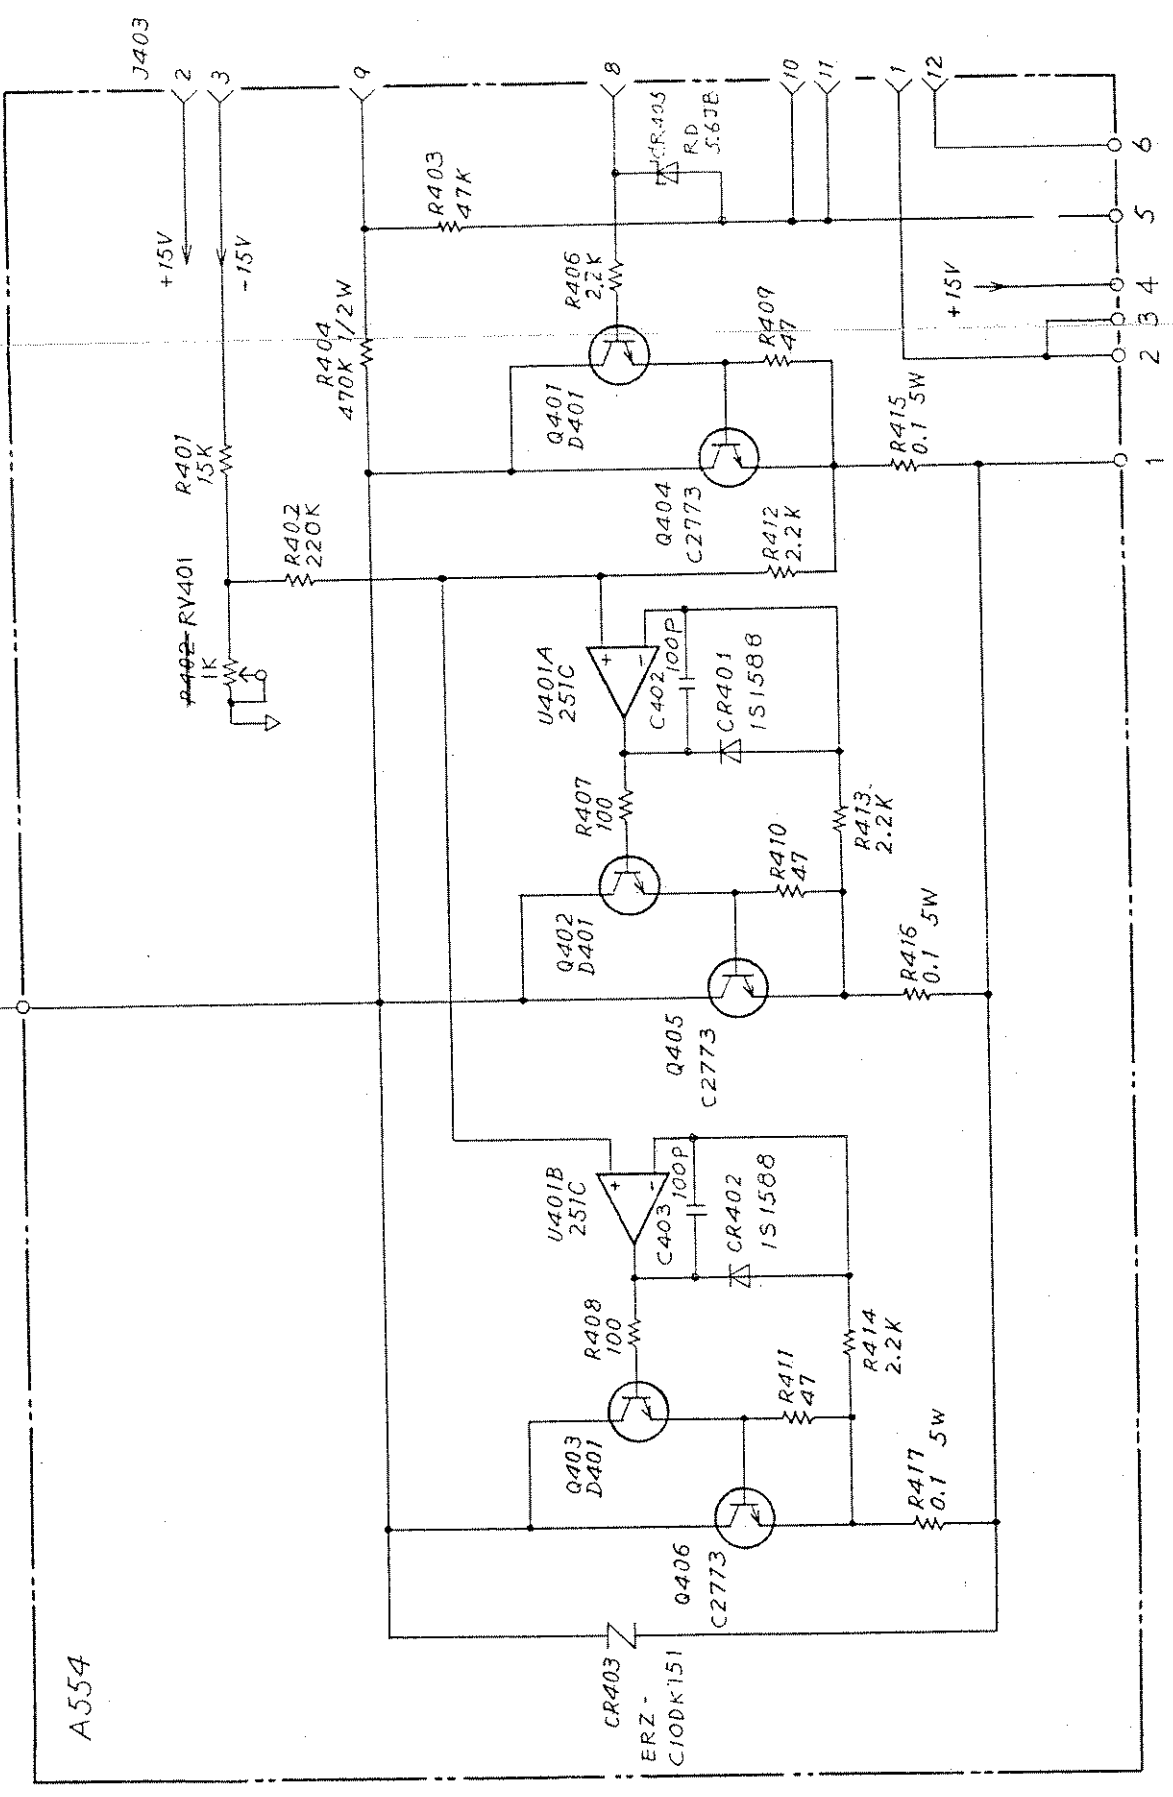 A554
J403
2
3
9
8
10
11
1
12
+15V
-15V
R401
15K
R402 RV401
1K
R402
220K
R404
470K 1/2W
R403
47K
CR405
RD
5.6JB
R406
2.2K
Q401
D401
R409
47
Q404
C2773
R412
2.2K
R415
0.1 5W
+15V
U401A
251C
+
-
C402
100P
CR401
1S1588
R407
100
Q402
D401
R410
47
R413
2.2K
Q405
C2773
R416
0.1 5W
U401B
251C
+
-
C403
100P
CR402
1S1588
R408
100
Q403
D401
R411
47
R414
2.2K
Q406
C2773
R417
0.1 5W
CR403
ERZ-
C10DK151
1
2
3
4
5
6